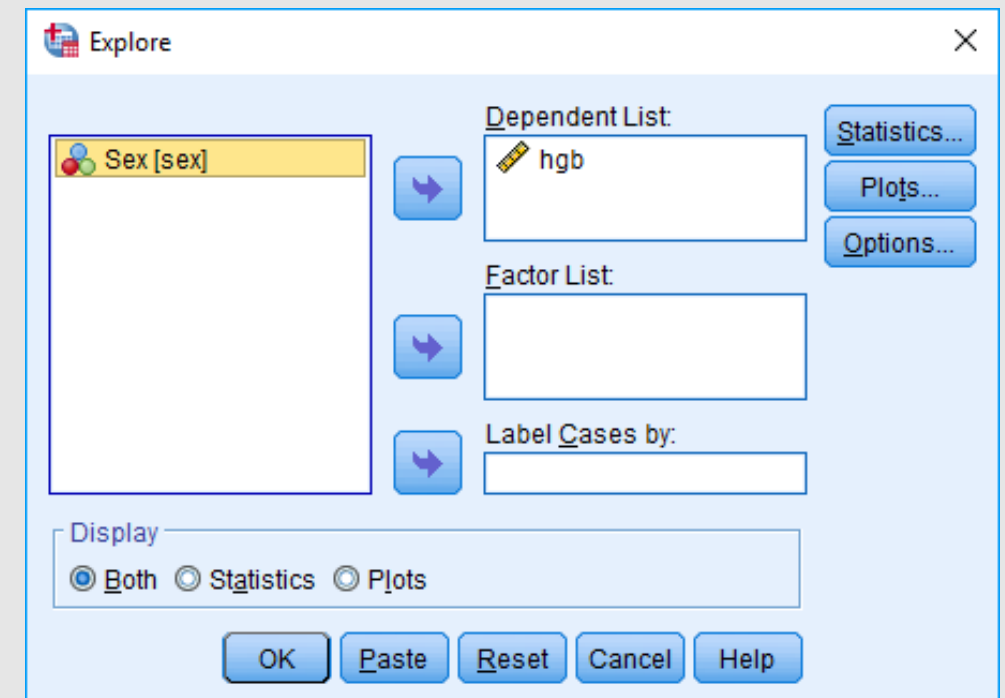 Explore
Dependent List:
Statistics...
Sex [sex]
hgb
Plots...
Options...
Factor List:
Label Cases by:
Display
Both Statistics Plots
OK Paste Reset Cancel Help